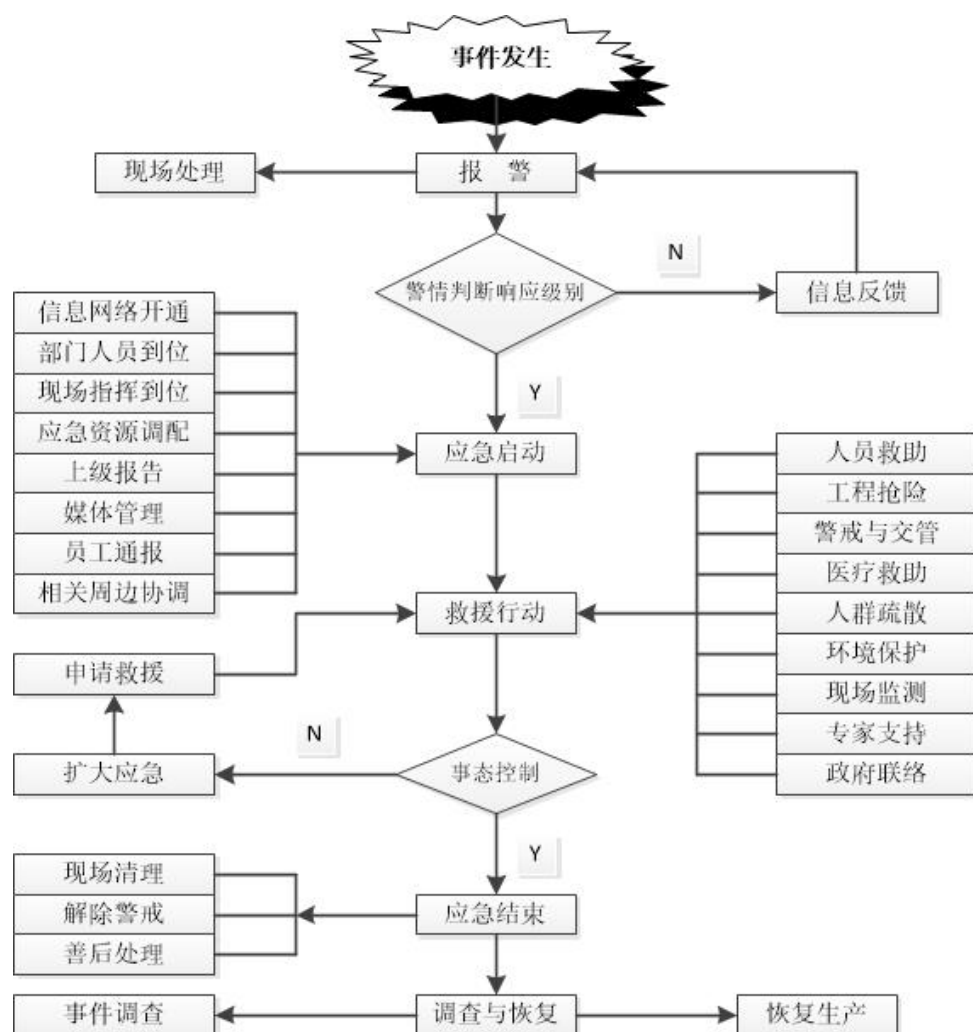 事件发生
现场处理
报 警
N
警情判断响应级别
信息反馈
信息网络开通
部门人员到位
现场指挥到位
应急资源调配
上级报告
媒体管理
员工通报
相关周边协调
Y
应急启动
人员救助
工程抢险
警戒与交管
医疗救助
人群疏散
环境保护
现场监测
专家支持
政府联络
救援行动
申请救援
N
扩大应急
事态控制
Y
现场清理
解除警戒
善后处理
应急结束
事件调查
调查与恢复
恢复生产